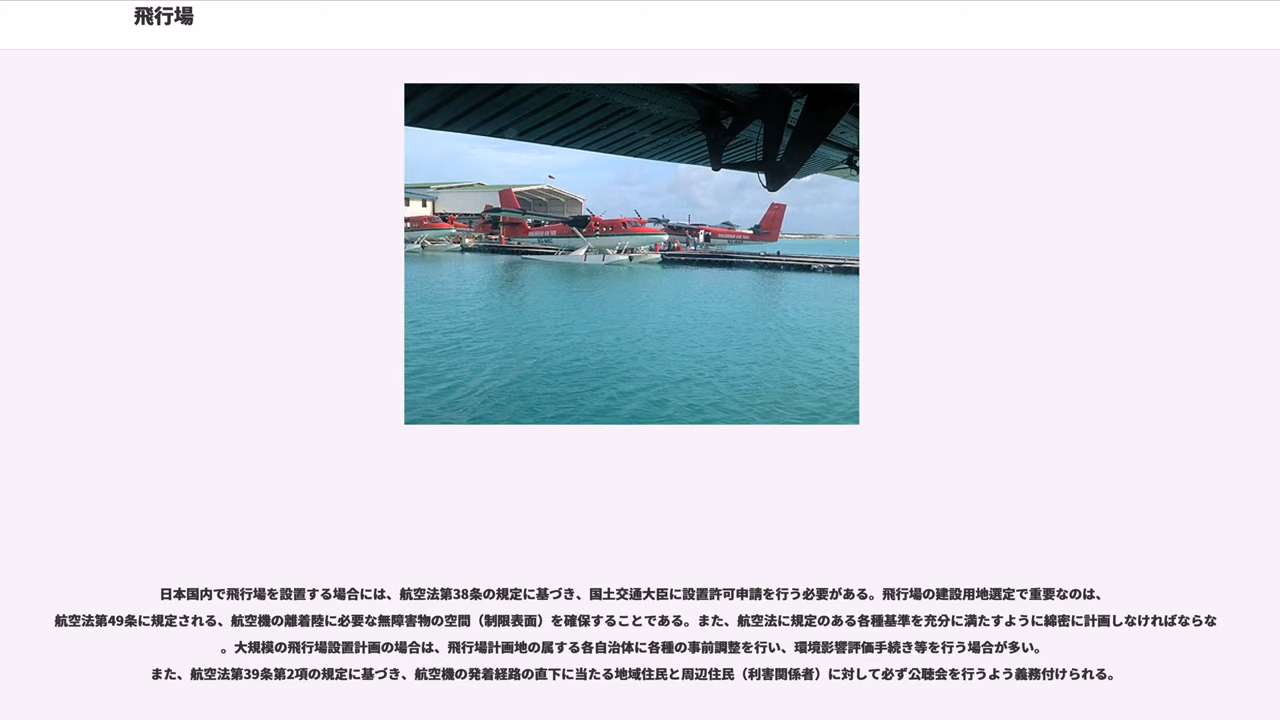 飛行場
日本国内で飛行場を設置する場合には、航空法第38条の規定に基づき、国土交通大臣に設置許可申請を行う必要がある。飛行場の建設用地選定で重要なのは、
航空法第49条に規定される、航空機の離着陸に必要な無障害物の空間（制限表面）を確保することである。また、航空法に規定のある各種基準を充分に満たすように綿密に計画しなければならな
。大規模の飛行場設置計画の場合は、飛行場計画地の属する各自治体に各種の事前調整を行い、環境影響評価手続き等を行う場合が多い。
また、航空法第39条第2項の規定に基づき、航空機の発着経路の直下に当たる地域住民と周辺住民（利害関係者）に対して必ず公聴会を行うよう義務付けられる。